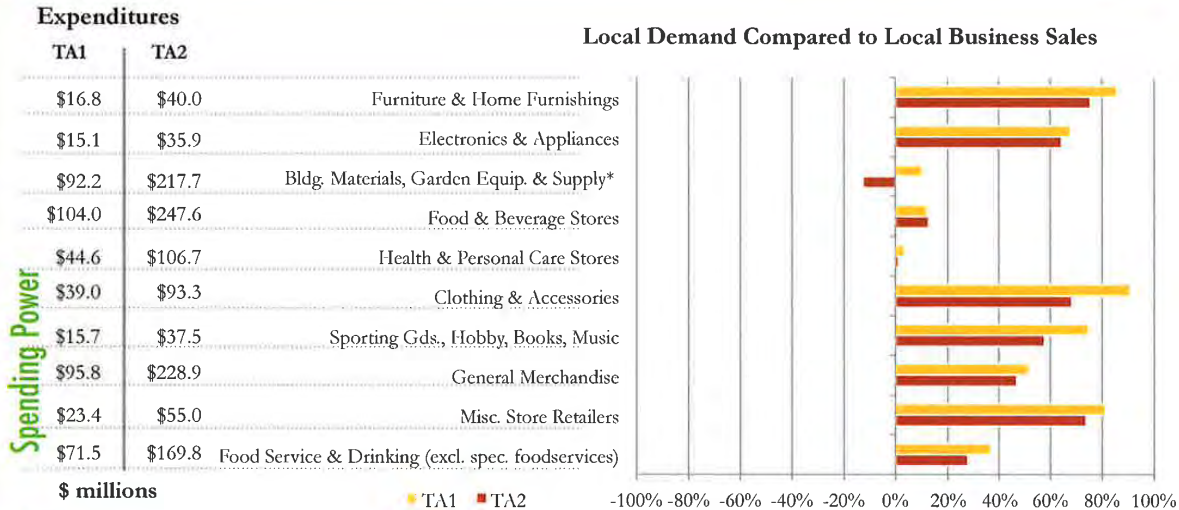 Expenditures
TA1 TA2
Local Demand Compared to Local Business Sales
$16.8 $40.0 Furniture & Home Furnishings
$15.1 $35.9 Electronics & Appliances
$92.2 $217.7 Bldg. Materials, Garden Equip. & Supply*
$104.0 $247.6 Food & Beverage Stores
$44.6 $106.7 Health & Personal Care Stores
$39.0 $93.3 Clothing & Accessories
$15.7 $37.5 Sporting Gds., Hobby, Books, Music
$95.8 $228.9 General Merchandise
$23.4 $55.0 Misc. Store Retailers
$71.5 $169.8 Food Service & Drinking (excl. spec. foodservices)
Spending Power
$ millions
TA1 TA2
-100% -80% -60% -40% -20% 0% 20% 40% 60% 80% 100%